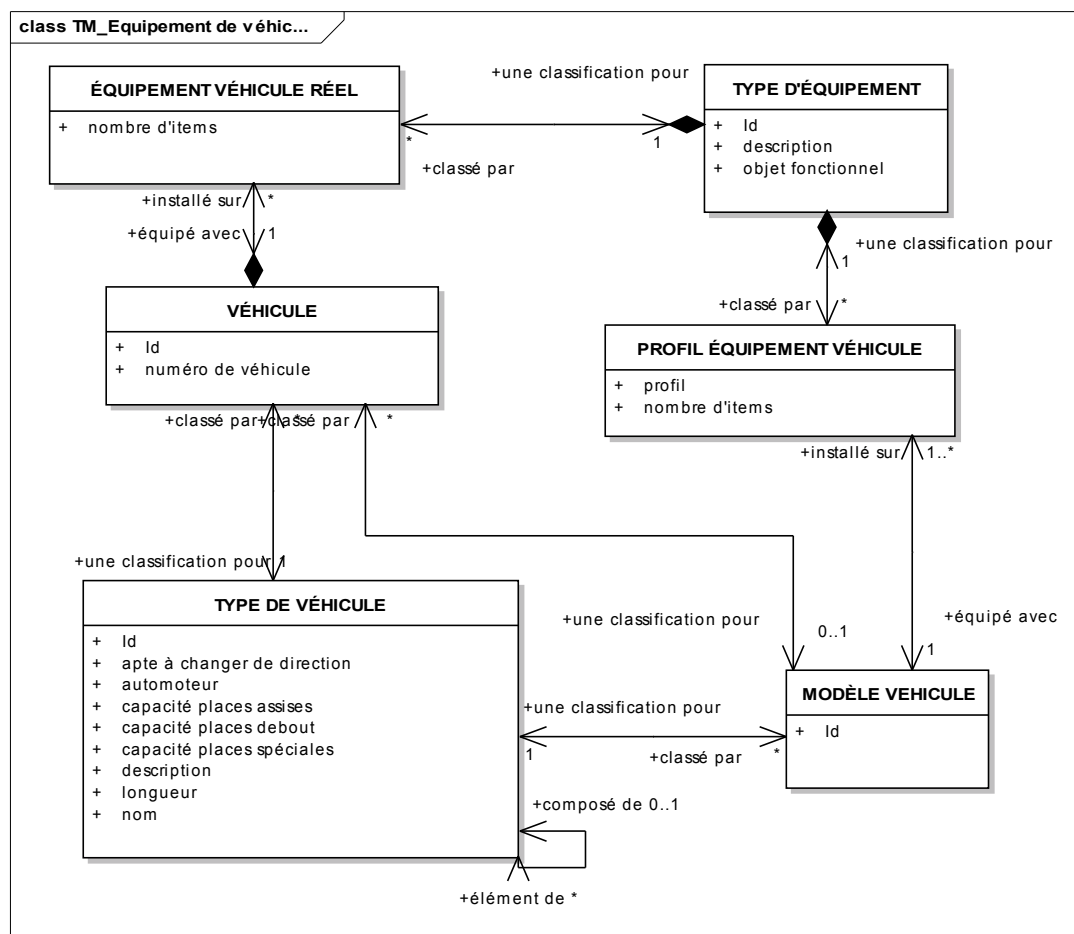 class TM_Equipement de véhic...
ÉQUIPEMENT VÉHICULE RÉEL
+ nombre d'items
+une classification pour
TYPE D'ÉQUIPEMENT
+ Id
+ description
+ objet fonctionnel
*
1
+classé par
+installé sur
*
+équipé avec
1
+une classification pour
1
+classé par
*
VÉHICULE
+ Id
+ numéro de véhicule
PROFIL ÉQUIPEMENT VÉHICULE
+ profil
+ nombre d'items
+classé par
*
+classé par
*
+installé sur
1..*
+une classification pour
1
TYPE DE VÉHICULE
+ Id
+ apte à changer de direction
+ automoteur
+ capacité places assises
+ capacité places debout
+ capacité places spéciales
+ description
+ longueur
+ nom
+une classification pour
0..1
+équipé avec
1
MODÈLE VEHICULE
+ Id
+une classification pour
1
+classé par
*
+composé de 0..1
+élément de *